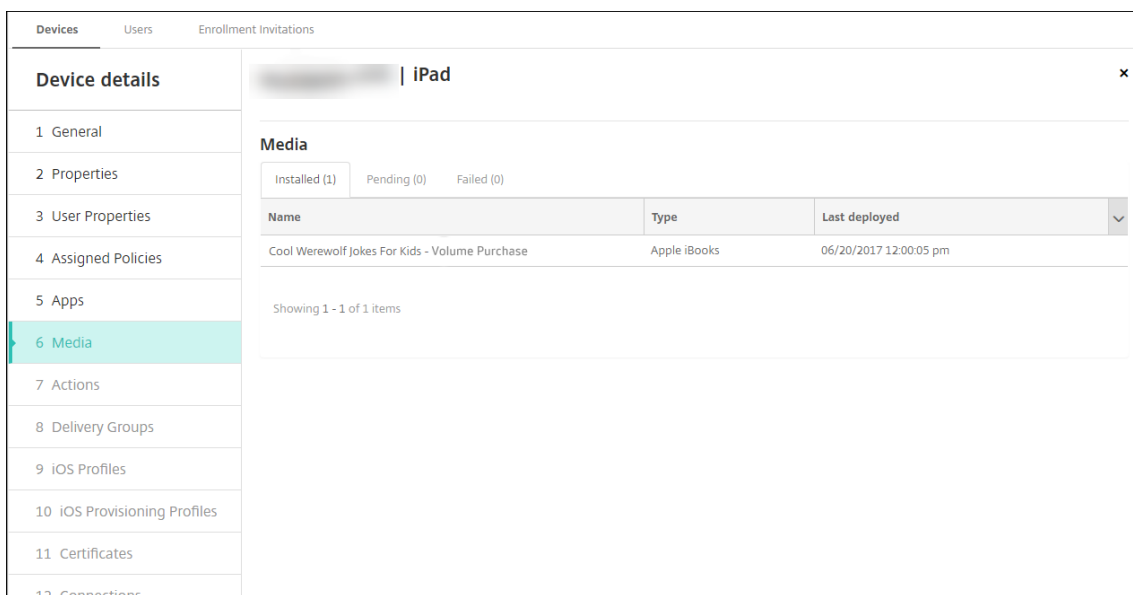 Devices Users Enrollment Invitations
Device details
1 General
2 Properties
3 User Properties
4 Assigned Policies
5 Apps
6 Media
7 Actions
8 Delivery Groups
9 iOS Profiles
10 iOS Provisioning Profiles
11 Certificates
12 Connections
| iPad
Media
Installed (1) Pending (0) Failed (0)
Name Type Last deployed
Cool Werewolf Jokes For Kids - Volume Purchase Apple iBooks 06/20/2017 12:00:05 pm
Showing 1 - 1 of 1 items